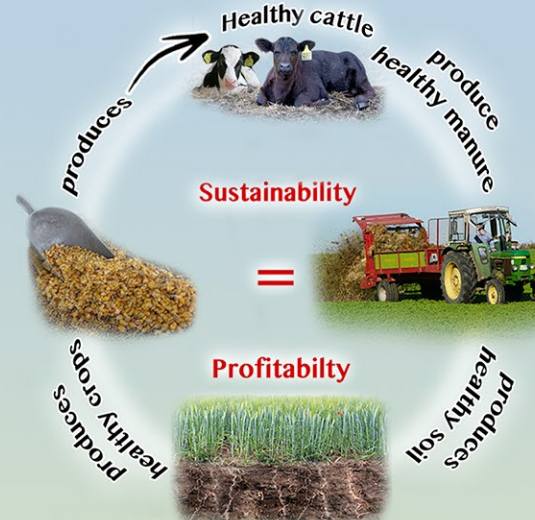 Healthy cattle
produce
healthy manure
produces
healthy soil
produces
healthy crops
produces
Sustainability
=
Profitabilty